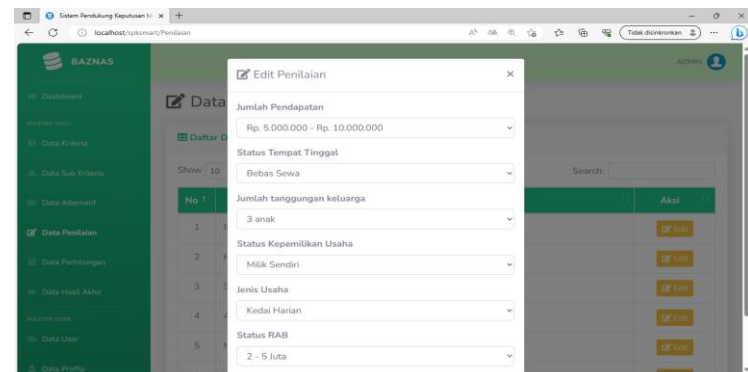 Sistem Pendukung Keputusan M
localhost/spksmart/Penilaian
Tidak disinkronkan
BAZNAS
ADMIN
Edit Penilaian
Dashboard
Data
Jumlah Pendapatan
Rp. 5.000.000 - Rp. 10.000.000
MASTER DATA
Data Kriteria
Daftar D
Status Tempat Tinggal
Bebas Sewa
Data Sub Kriteria
Show 10
Search:
Data Alternatif
No
Jumlah tanggungan keluarga
Aksi
3 anak
Data Penilaian
1
Edit
Status Kepemilikan Usaha
Milik Sendiri
Data Perhitungan
2
Edit
Jenis Usaha
Kedai Harian
Data Hasil Akhir
3
Edit
MASTER USER
4
Edit
Status RAB
2 - 5 Juta
Data User
5
Edit
Data Profile